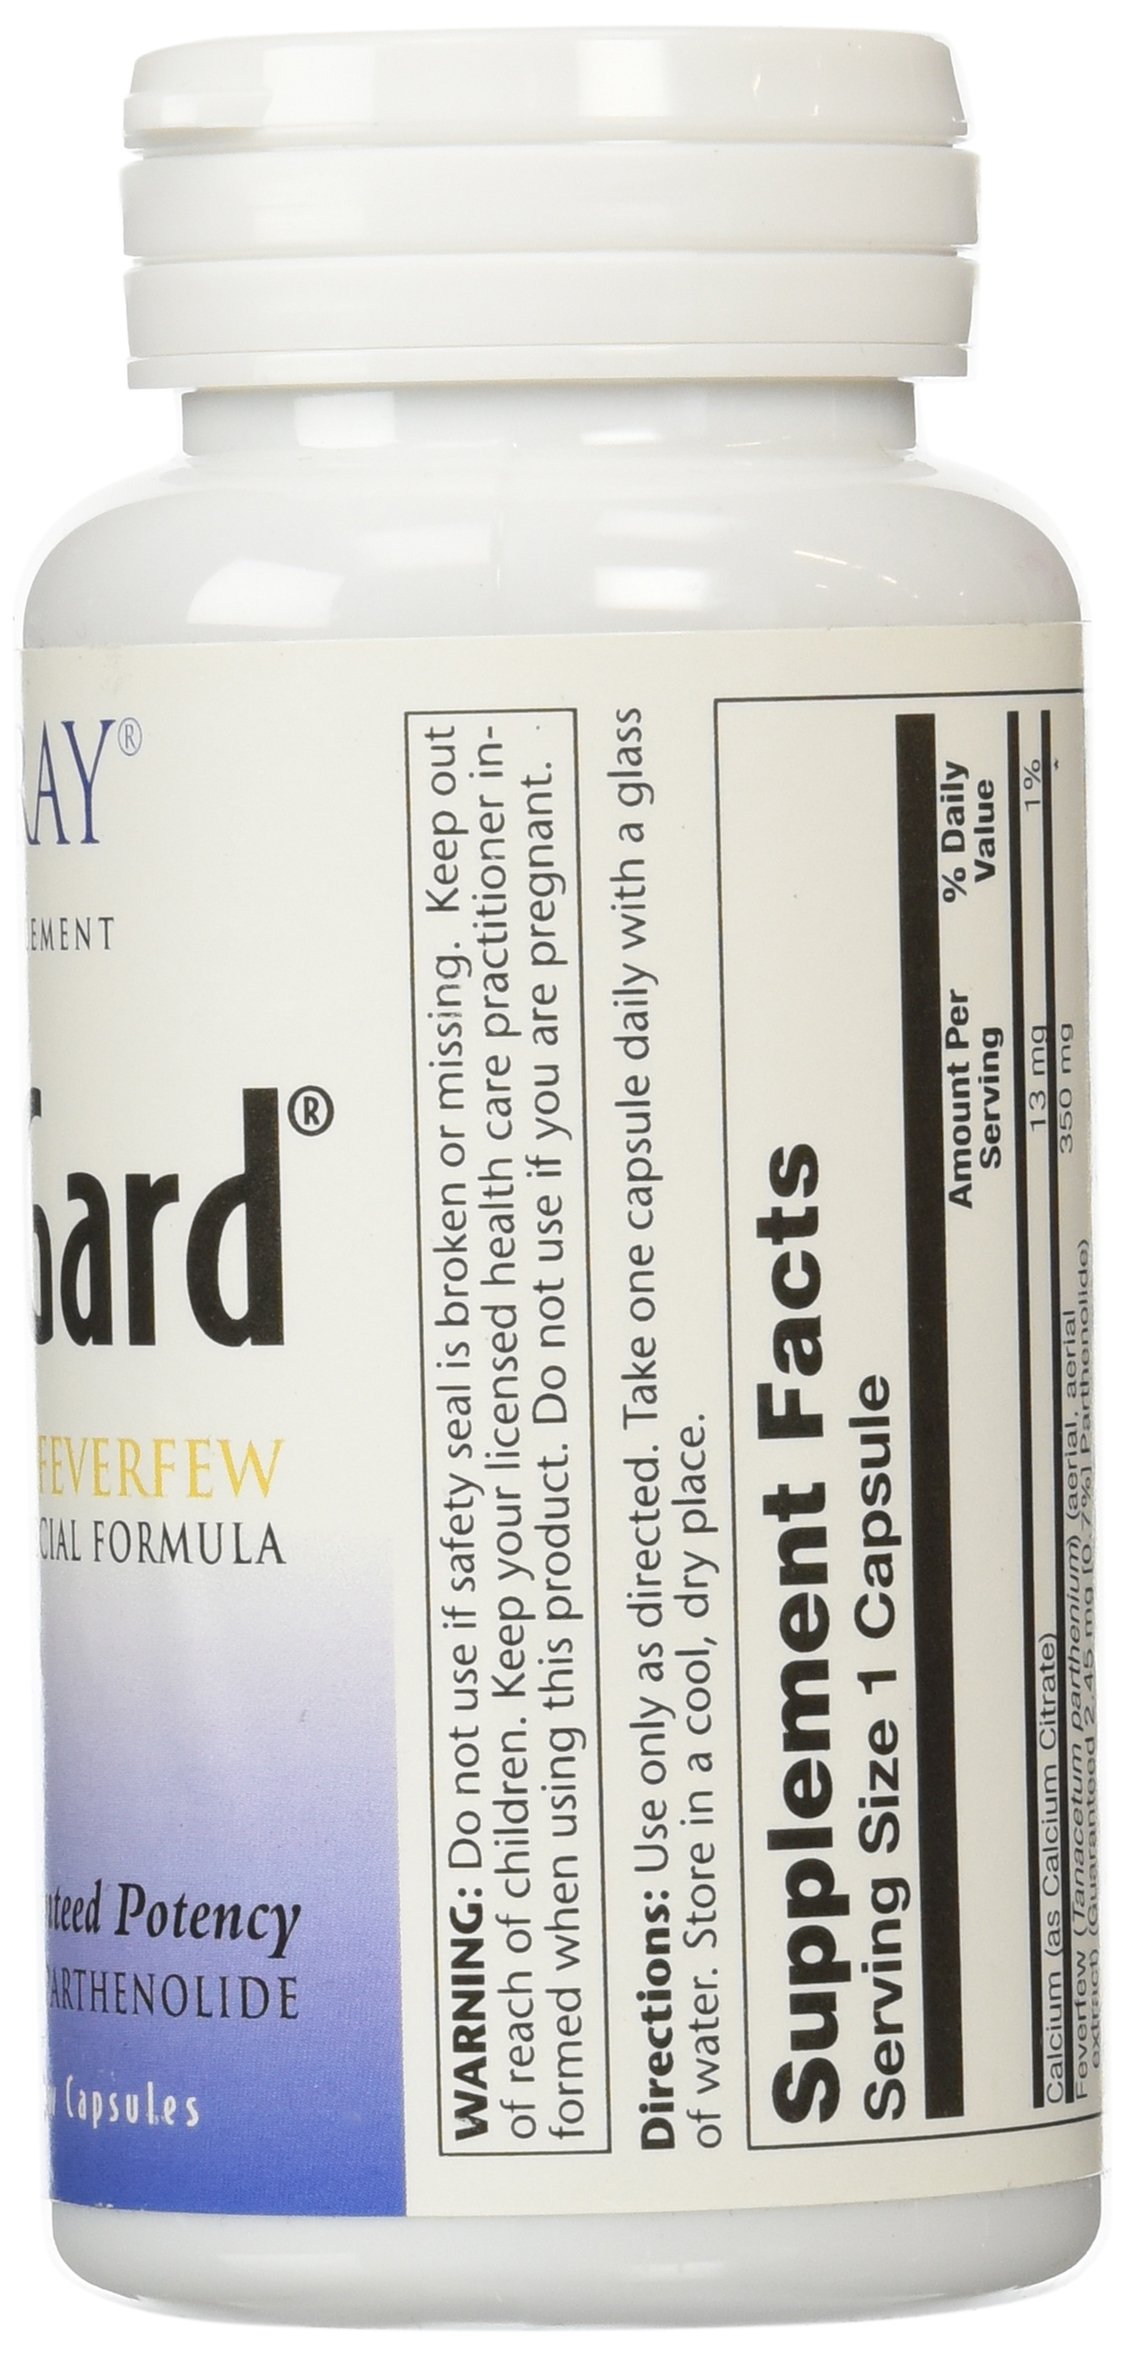 AY®
EMENT
ard®
FEVERFEW
CIAL FORMULA
nteed Potency
PARTHENOLIDE
Capsules
WARNING: Do not use if safety seal is broken or missing. Keep out
of reach of children. Keep your licensed health care practitioner in-
formed when using this product. Do not use if you are pregnant.
Directions: Use only as directed. Take one capsule daily with a glass
of water. Store in a cool, dry place.
Supplement Facts
Serving Size 1 Capsule
Amount Per % Daily
Serving Value
Calcium (as Calcium Citrate) 13 mg 1%
Feverfew (Tanacetum parthenium) (aerial, aerial 350 mg *
extract) (Guaranteed 2.45 mg [0.7%] Parthenolide)